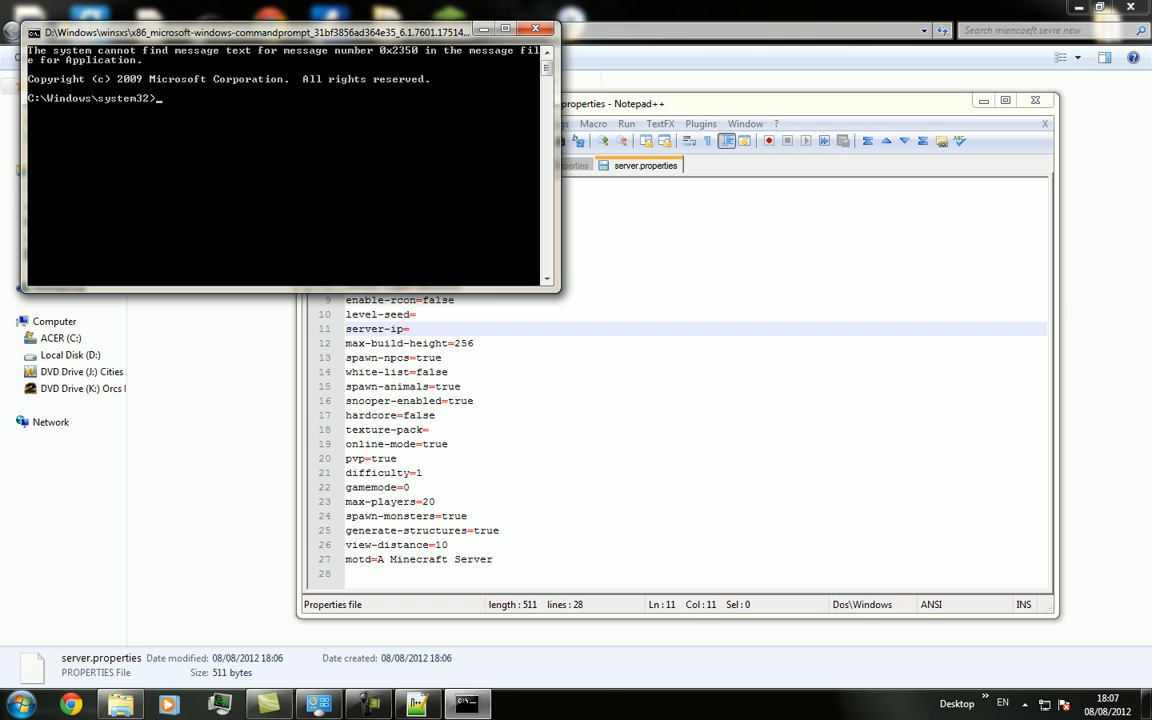 D:\Windows\winsxs\x86_microsoft-windows-commandprompt_31bf3856ad364e35_6.1.7601.17514...
Search miencaeft sevre new
The system cannot find message text for message number 0x2350 in the message fil
e for Application.
Copyright (c) 2009 Microsoft Corporation.  All rights reserved.
C:\Windows\system32>_
properties - Notepad++
Macro Run TextFX Plugins Window ? X
server.properties
9 enable-rcon=false
10 level-seed=
11 server-ip=
12 max-build-height=256
13 spawn-npcs=true
14 white-list=false
15 spawn-animals=true
16 snooper-enabled=true
17 hardcore=false
18 texture-pack=
19 online-mode=true
20 pvp=true
21 difficulty=1
22 gamemode=0
23 max-players=20
24 spawn-monsters=true
25 generate-structures=true
26 view-distance=10
27 motd=A Minecraft Server
28
Computer
ACER (C:)
Local Disk (D:)
DVD Drive (J:) Cities
DVD Drive (K:) Orcs
Network
Properties file length : 511 lines : 28 Ln : 11 Col : 11 Sel : 0 Dos\Windows ANSI INS
server.properties Date modified: 08/08/2012 18:06 Date created: 08/08/2012 18:06
PROPERTIES File Size: 511 bytes
Desktop » EN 18:07
08/08/2012